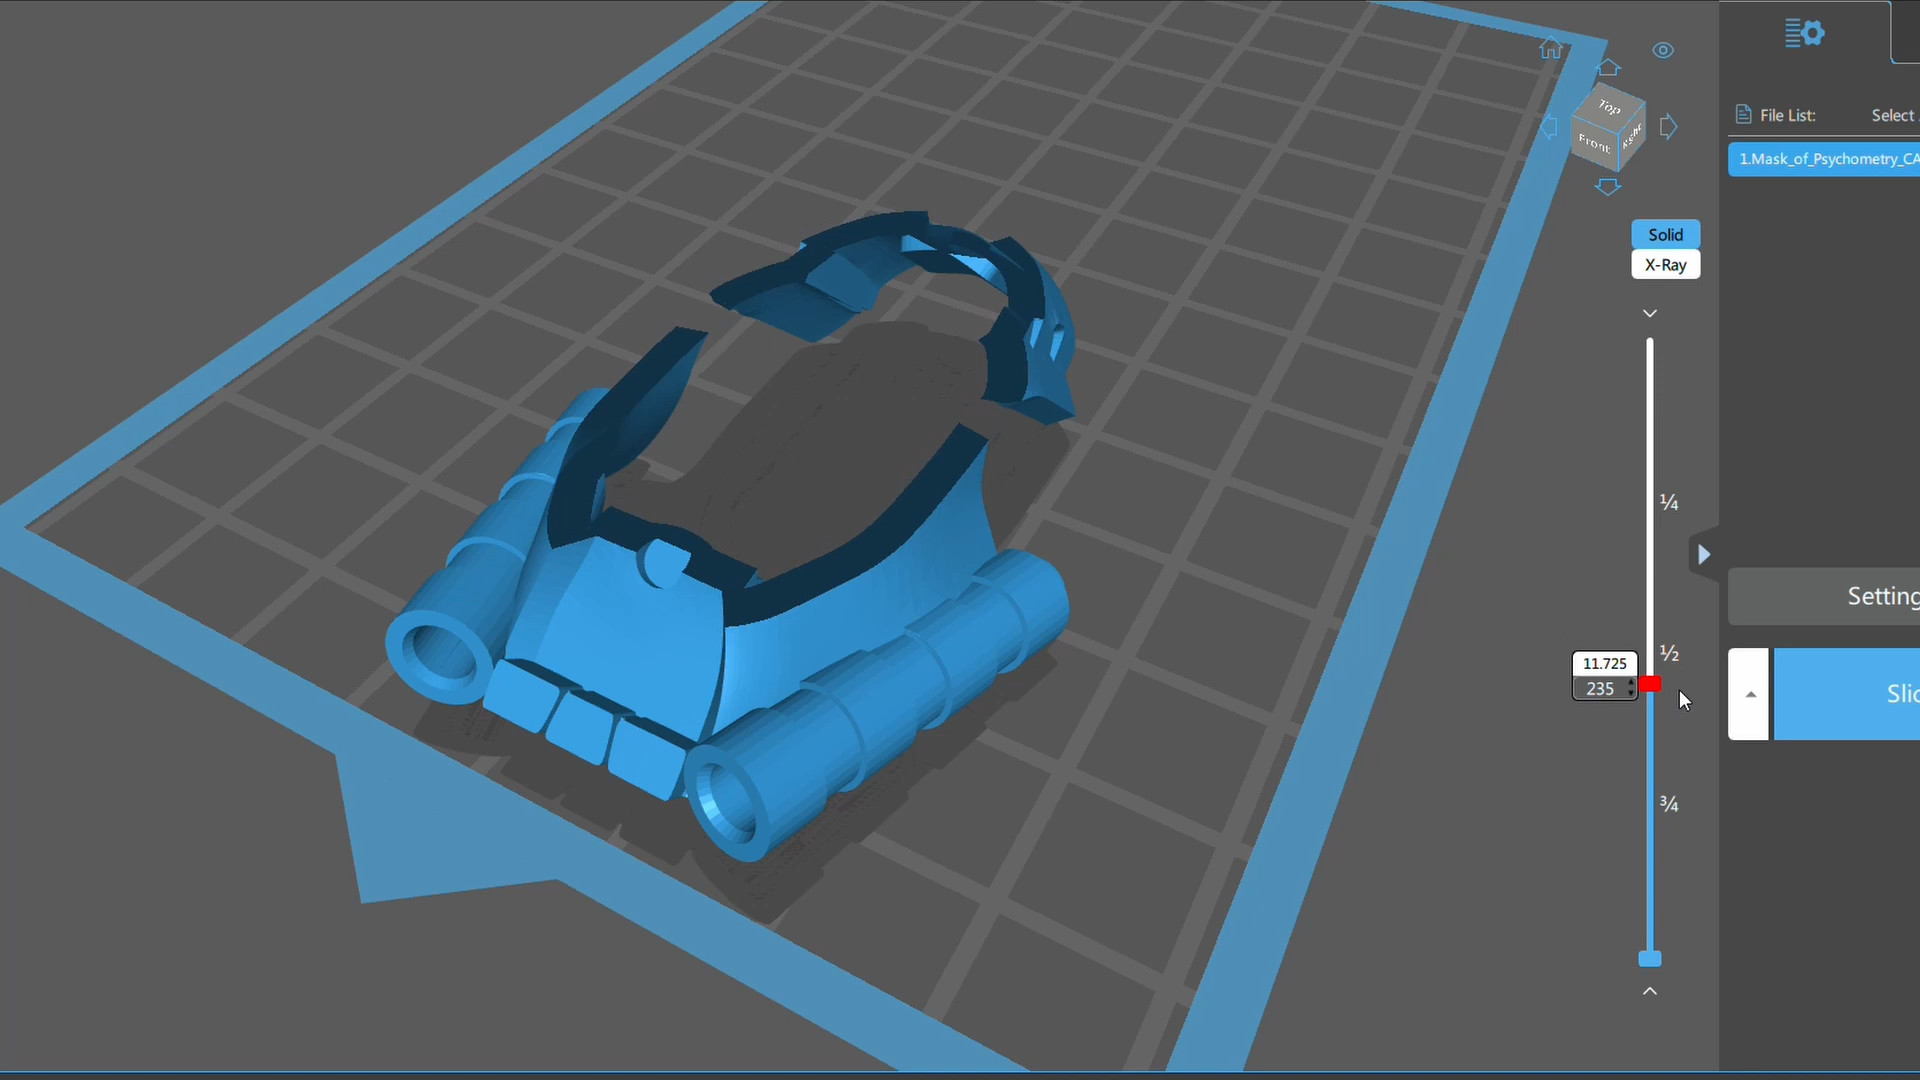 Top
Front
Right
File List:
Select
1.Mask_of_Psychometry_CA
Solid
X-Ray
¼
½
11.725
235
¾
Setting
Slic